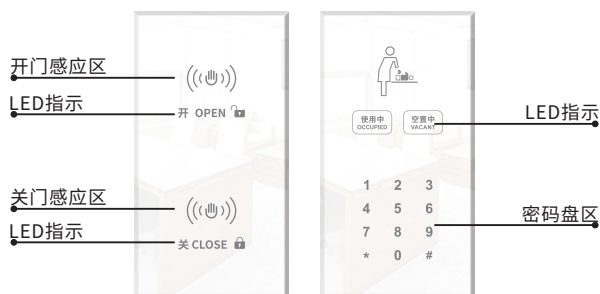 开门感应区
LED指示
开 OPEN
关门感应区
LED指示
关 CLOSE
使用中
OCCUPIED
空置中
VACANT
LED指示
1 2 3
4 5 6
7 8 9
* 0 #
密码盘区